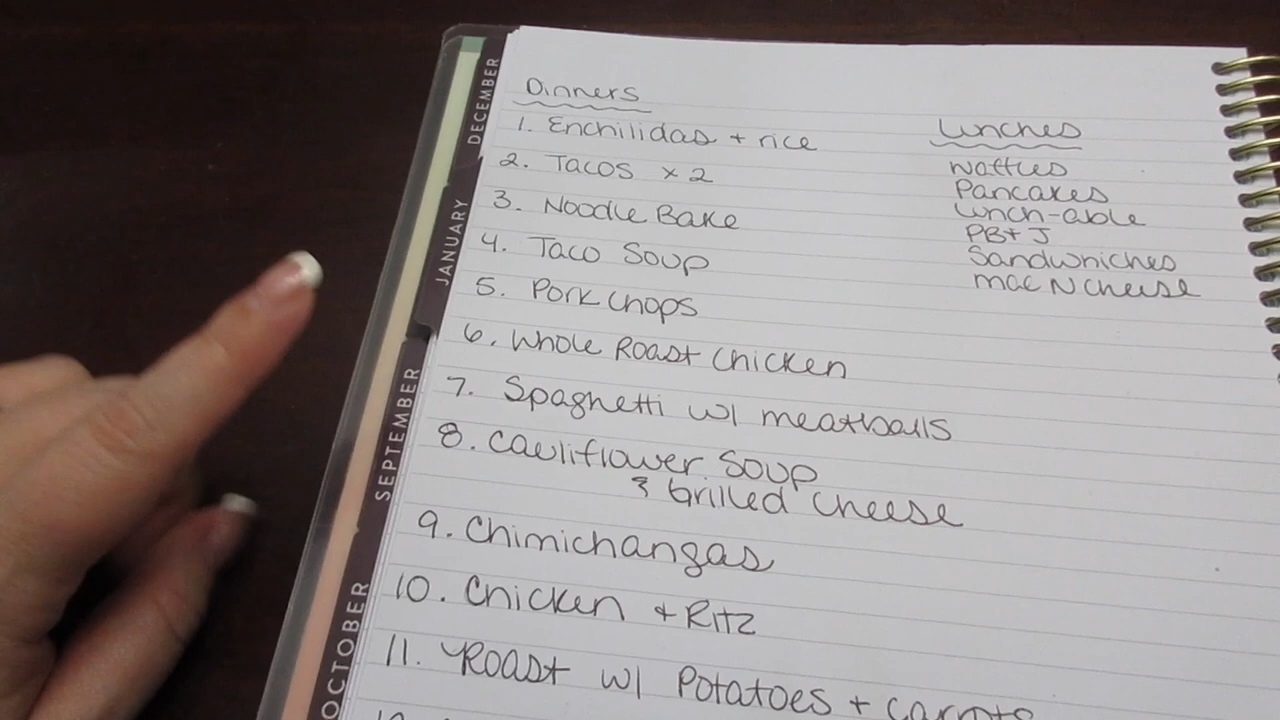 Dinners
1. Enchilidas + rice
2. Tacos x 2
3. Noodle Bake
4. Taco Soup
5. Pork Chops
6. Whole Roast Chicken
7. Spaghetti w/ meatballs
8. Cauliflower Soup
& Grilled Cheese
9. Chimichangas
10. Chicken + Ritz
11. Roast w/ Potatoes + carrots
Lunches
Waffles
Pancakes
Lunch-able
PB+J
Sandwhiches
Mac N Cheese
DECEMBER
JANUARY
SEPTEMBER
OCTOBER